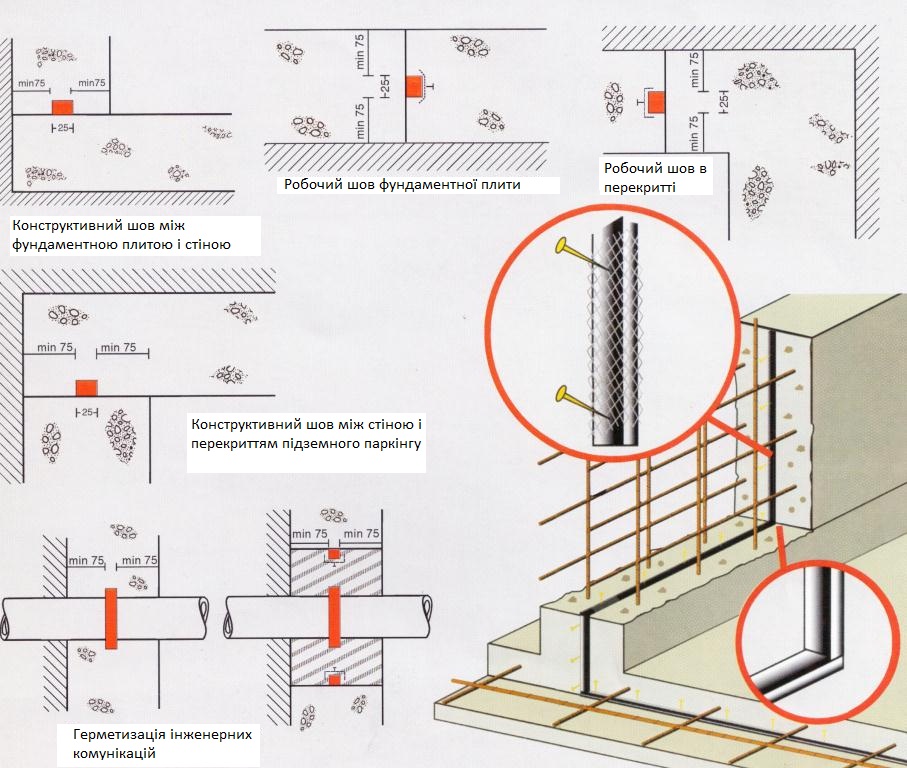 min75
min75
25
Конструктивний шов між
фундаментною плитою і стіною
min 75
25
min 75
Робочий шов фундаментної плити
min 75
25
min 75
Робочий шов в
перекритті
min 75
min 75
25
Конструктивний шов між стіною і
перекриттям підземного паркінгу
min 75
min 75
min 75
min 75
Герметизація інженерних
комунікацій